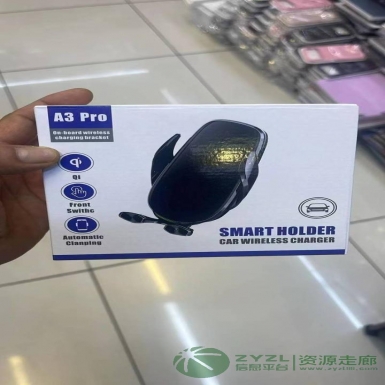 A3 Pro
On-board wireless
charging bracket
Qi
Front
Swithc
Automatic
Clanping
SMART HOLDER
CAR WIRELESS CHARGER
ZYZL 资源走廊
信息平台